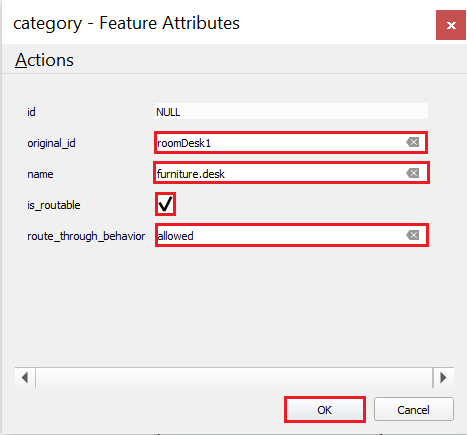 category - Feature Attributes
Actions
id NULL
original_id roomDesk1
name furniture.desk
is_routable
route_through_behavior allowed
OK Cancel